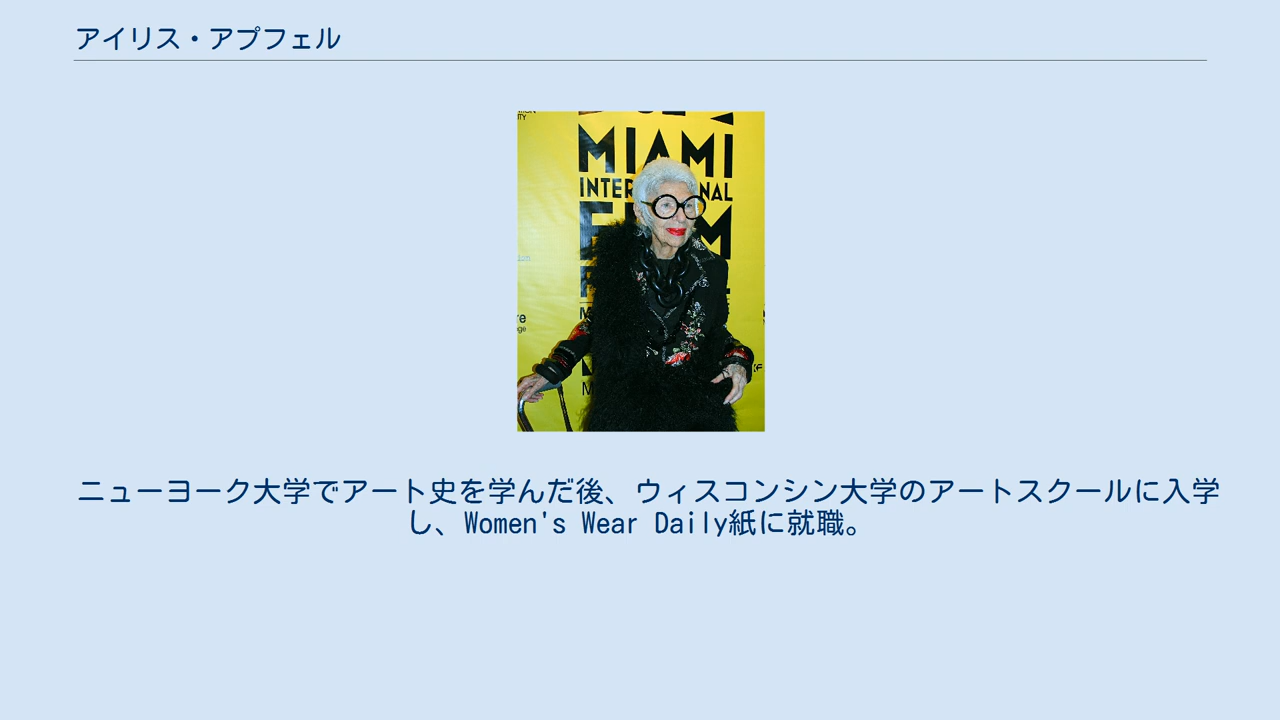 アイリス・アプフェル
MIAMI
INTER NAL
ニューヨーク大学でアート史を学んだ後、ウィスコンシン大学のアートスクールに入学
し、Women's Wear Daily紙に就職。